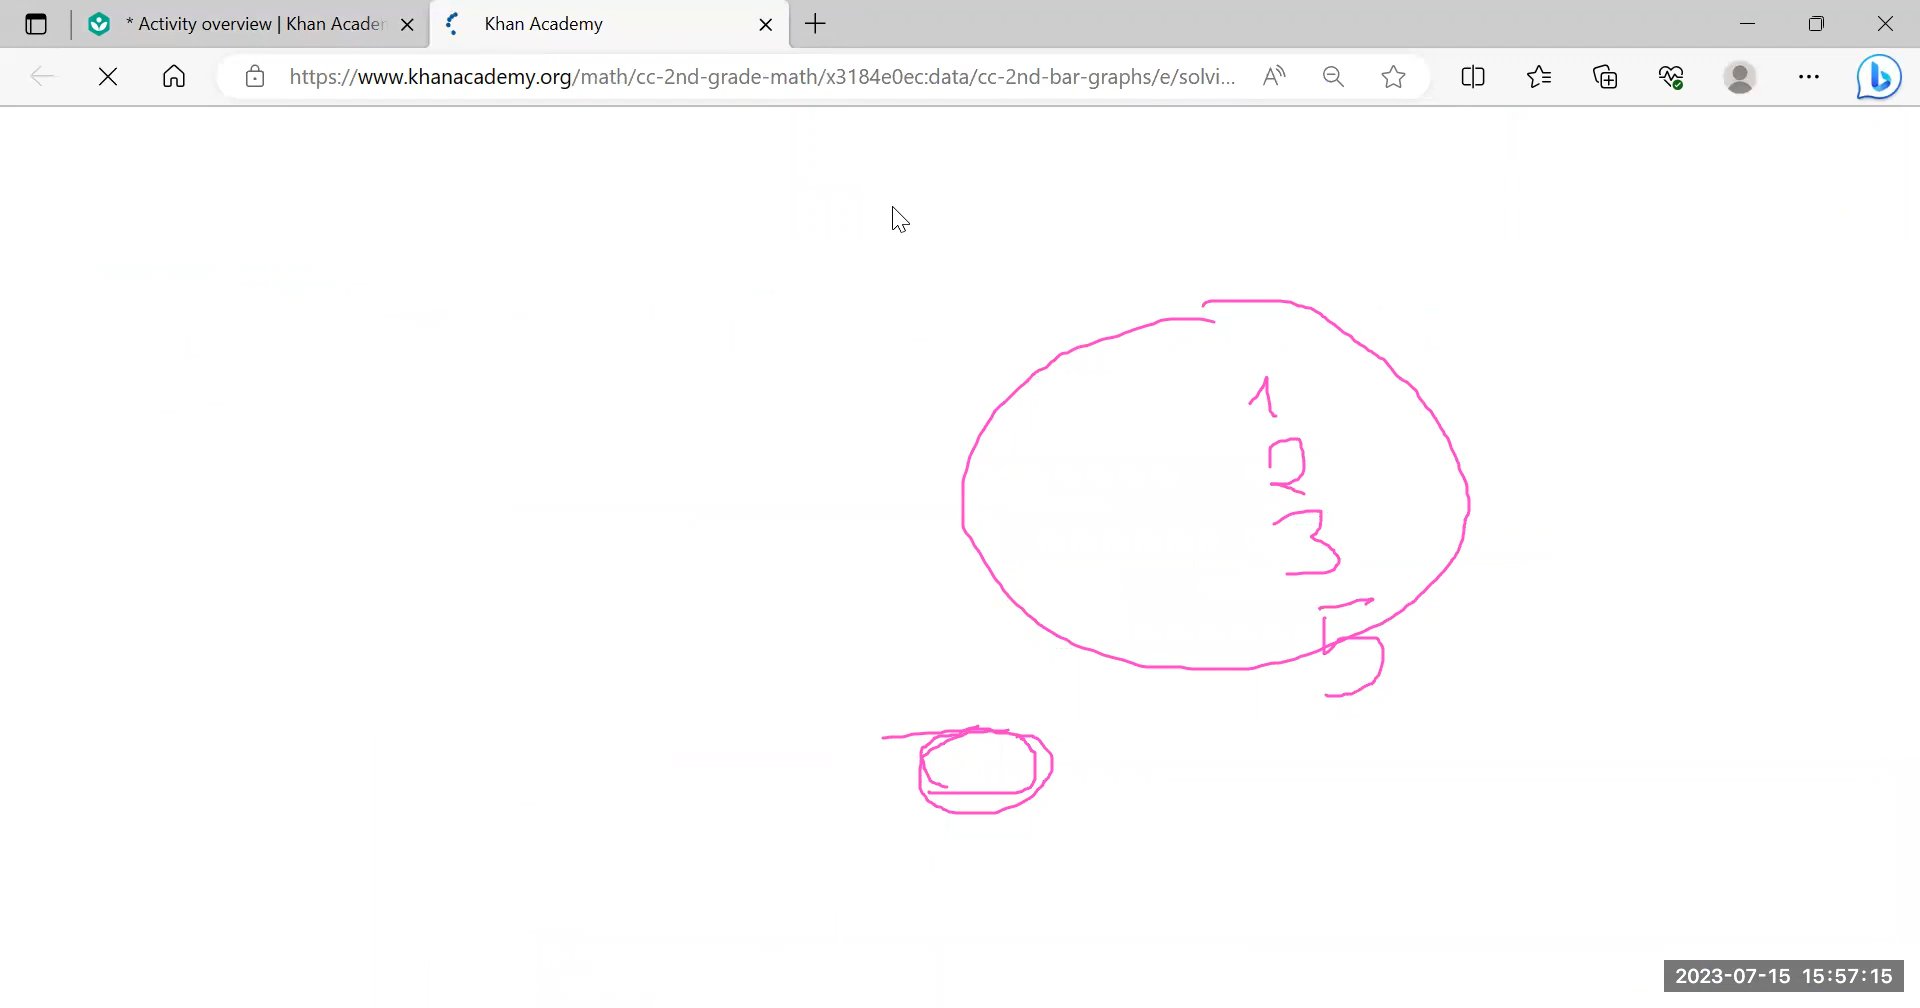 * Activity overview | Khan Acade
Khan Academy
https://www.khanacademy.org/math/cc-2nd-grade-math/x3184e0ec:data/cc-2nd-bar-graphs/e/solvi...
1
2
3
5
2023-07-15 15:57:15